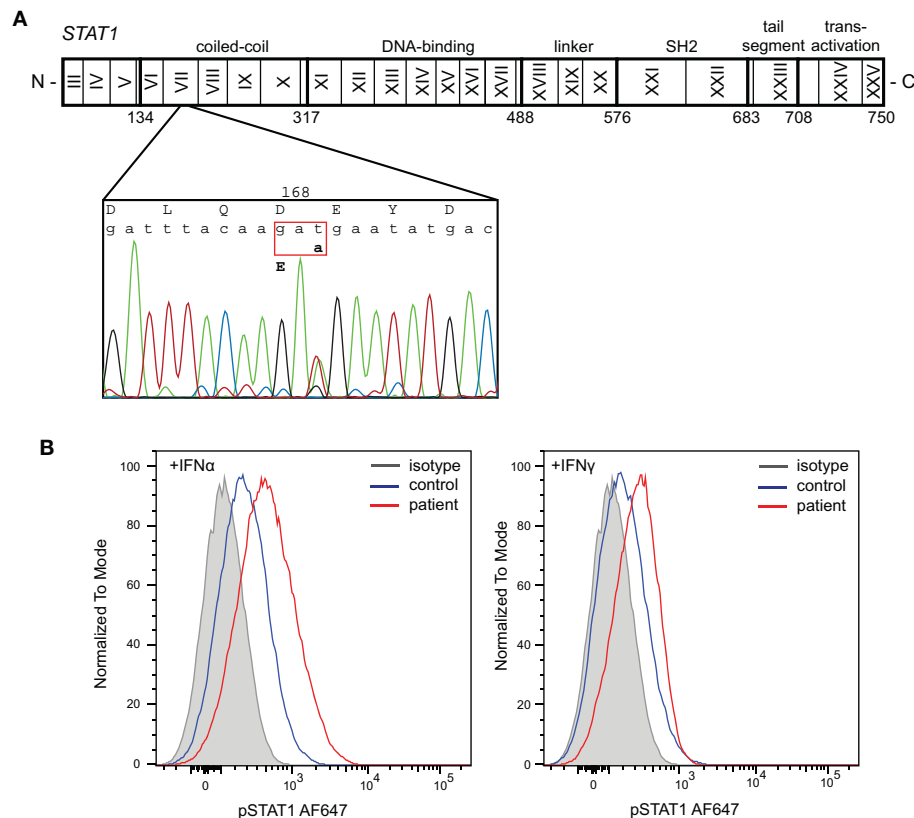 A
STAT1
coiled-coil
DNA-binding
linker
SH2
tail
segment
trans-
activation
N -
III
IV
V
VI
VII
VIII
IX
X
XI
XII
XIII
XIV
XV
XVI
XVII
XVIII
XIX
XX
XXI
XXII
XXIII
XXIV
XXV
- C
134
317
488
576
683
708
750
168
D L Q D E Y D
g a t t t a c a a g a t g a a t a t g a c
a
E
B
+IFNα
isotype
control
patient
100
80
60
40
20
0
Normalized To Mode
0 10³ 10⁴ 10⁵
pSTAT1 AF647
+IFNγ
isotype
control
patient
100
80
60
40
20
0
Normalized To Mode
0 10³ 10⁴ 10⁵
pSTAT1 AF647